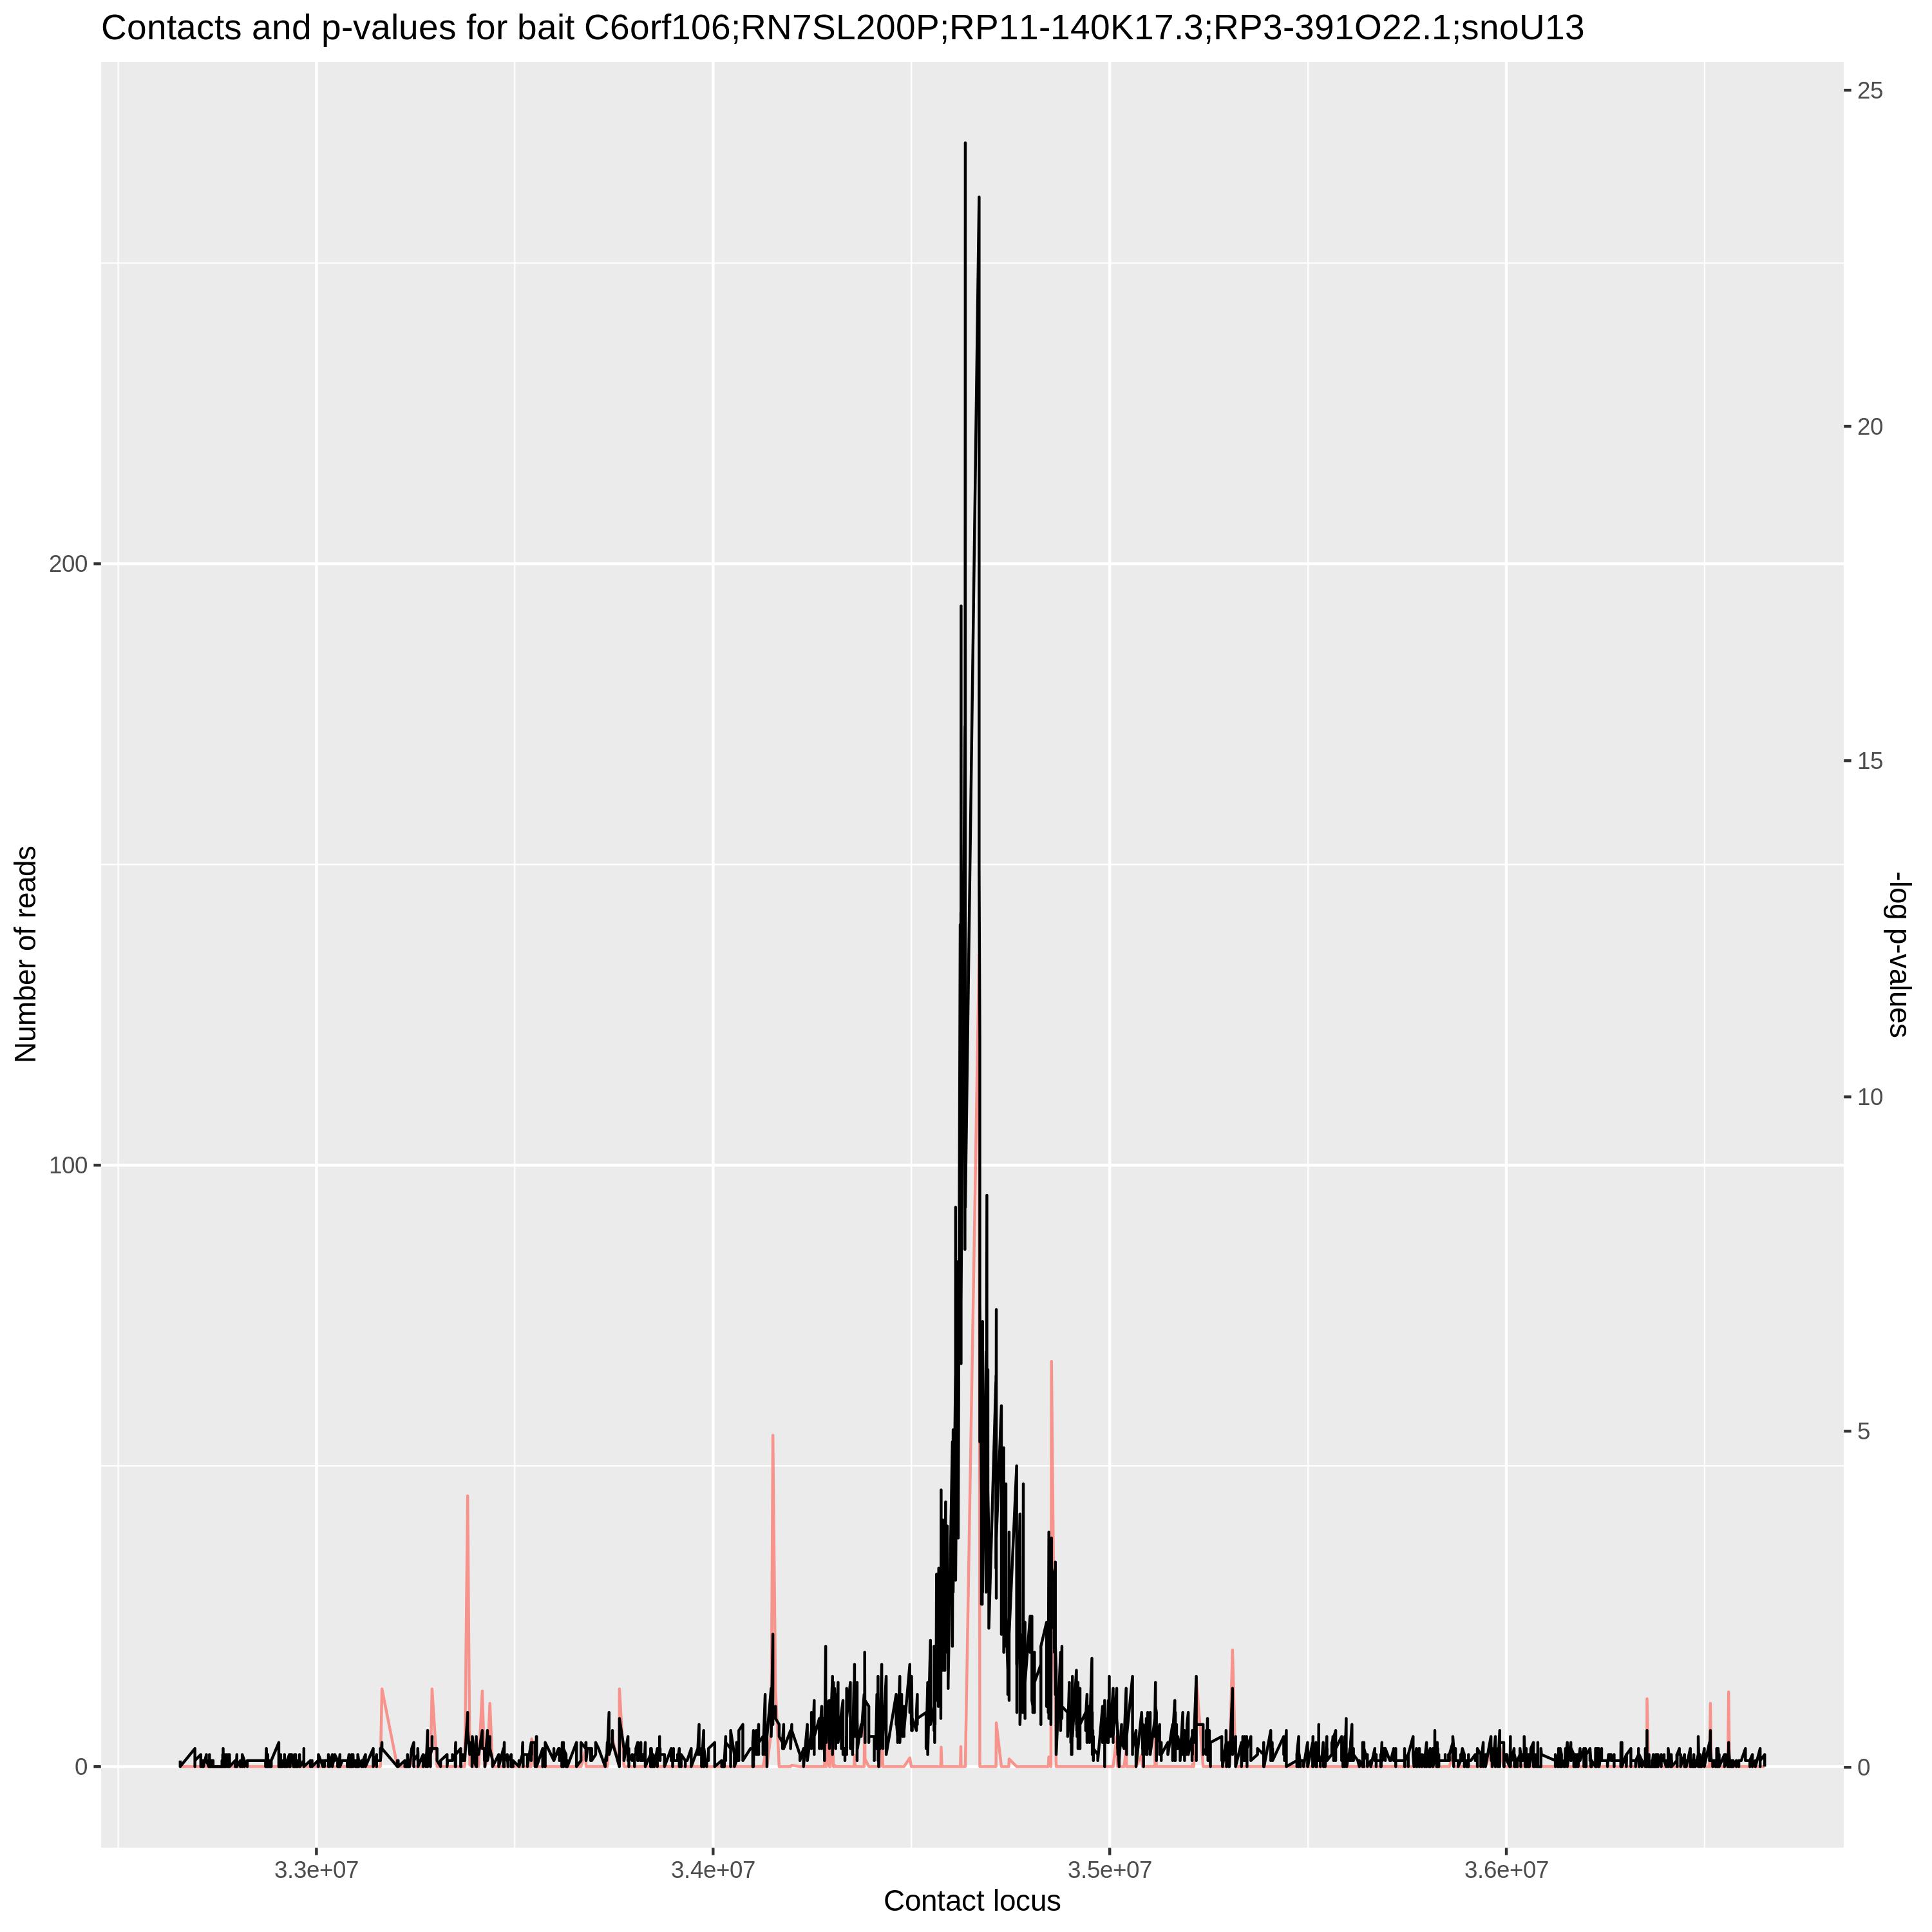 Contacts and p-values for bait C6orf106;RN7SL200P;RP11-140K17.3;RP3-391O22.1;snoU13
25
20
200
15
Number of reads
-log p-values
10
100
5
0
0
3.3e+07
3.4e+07
3.5e+07
3.6e+07
Contact locus